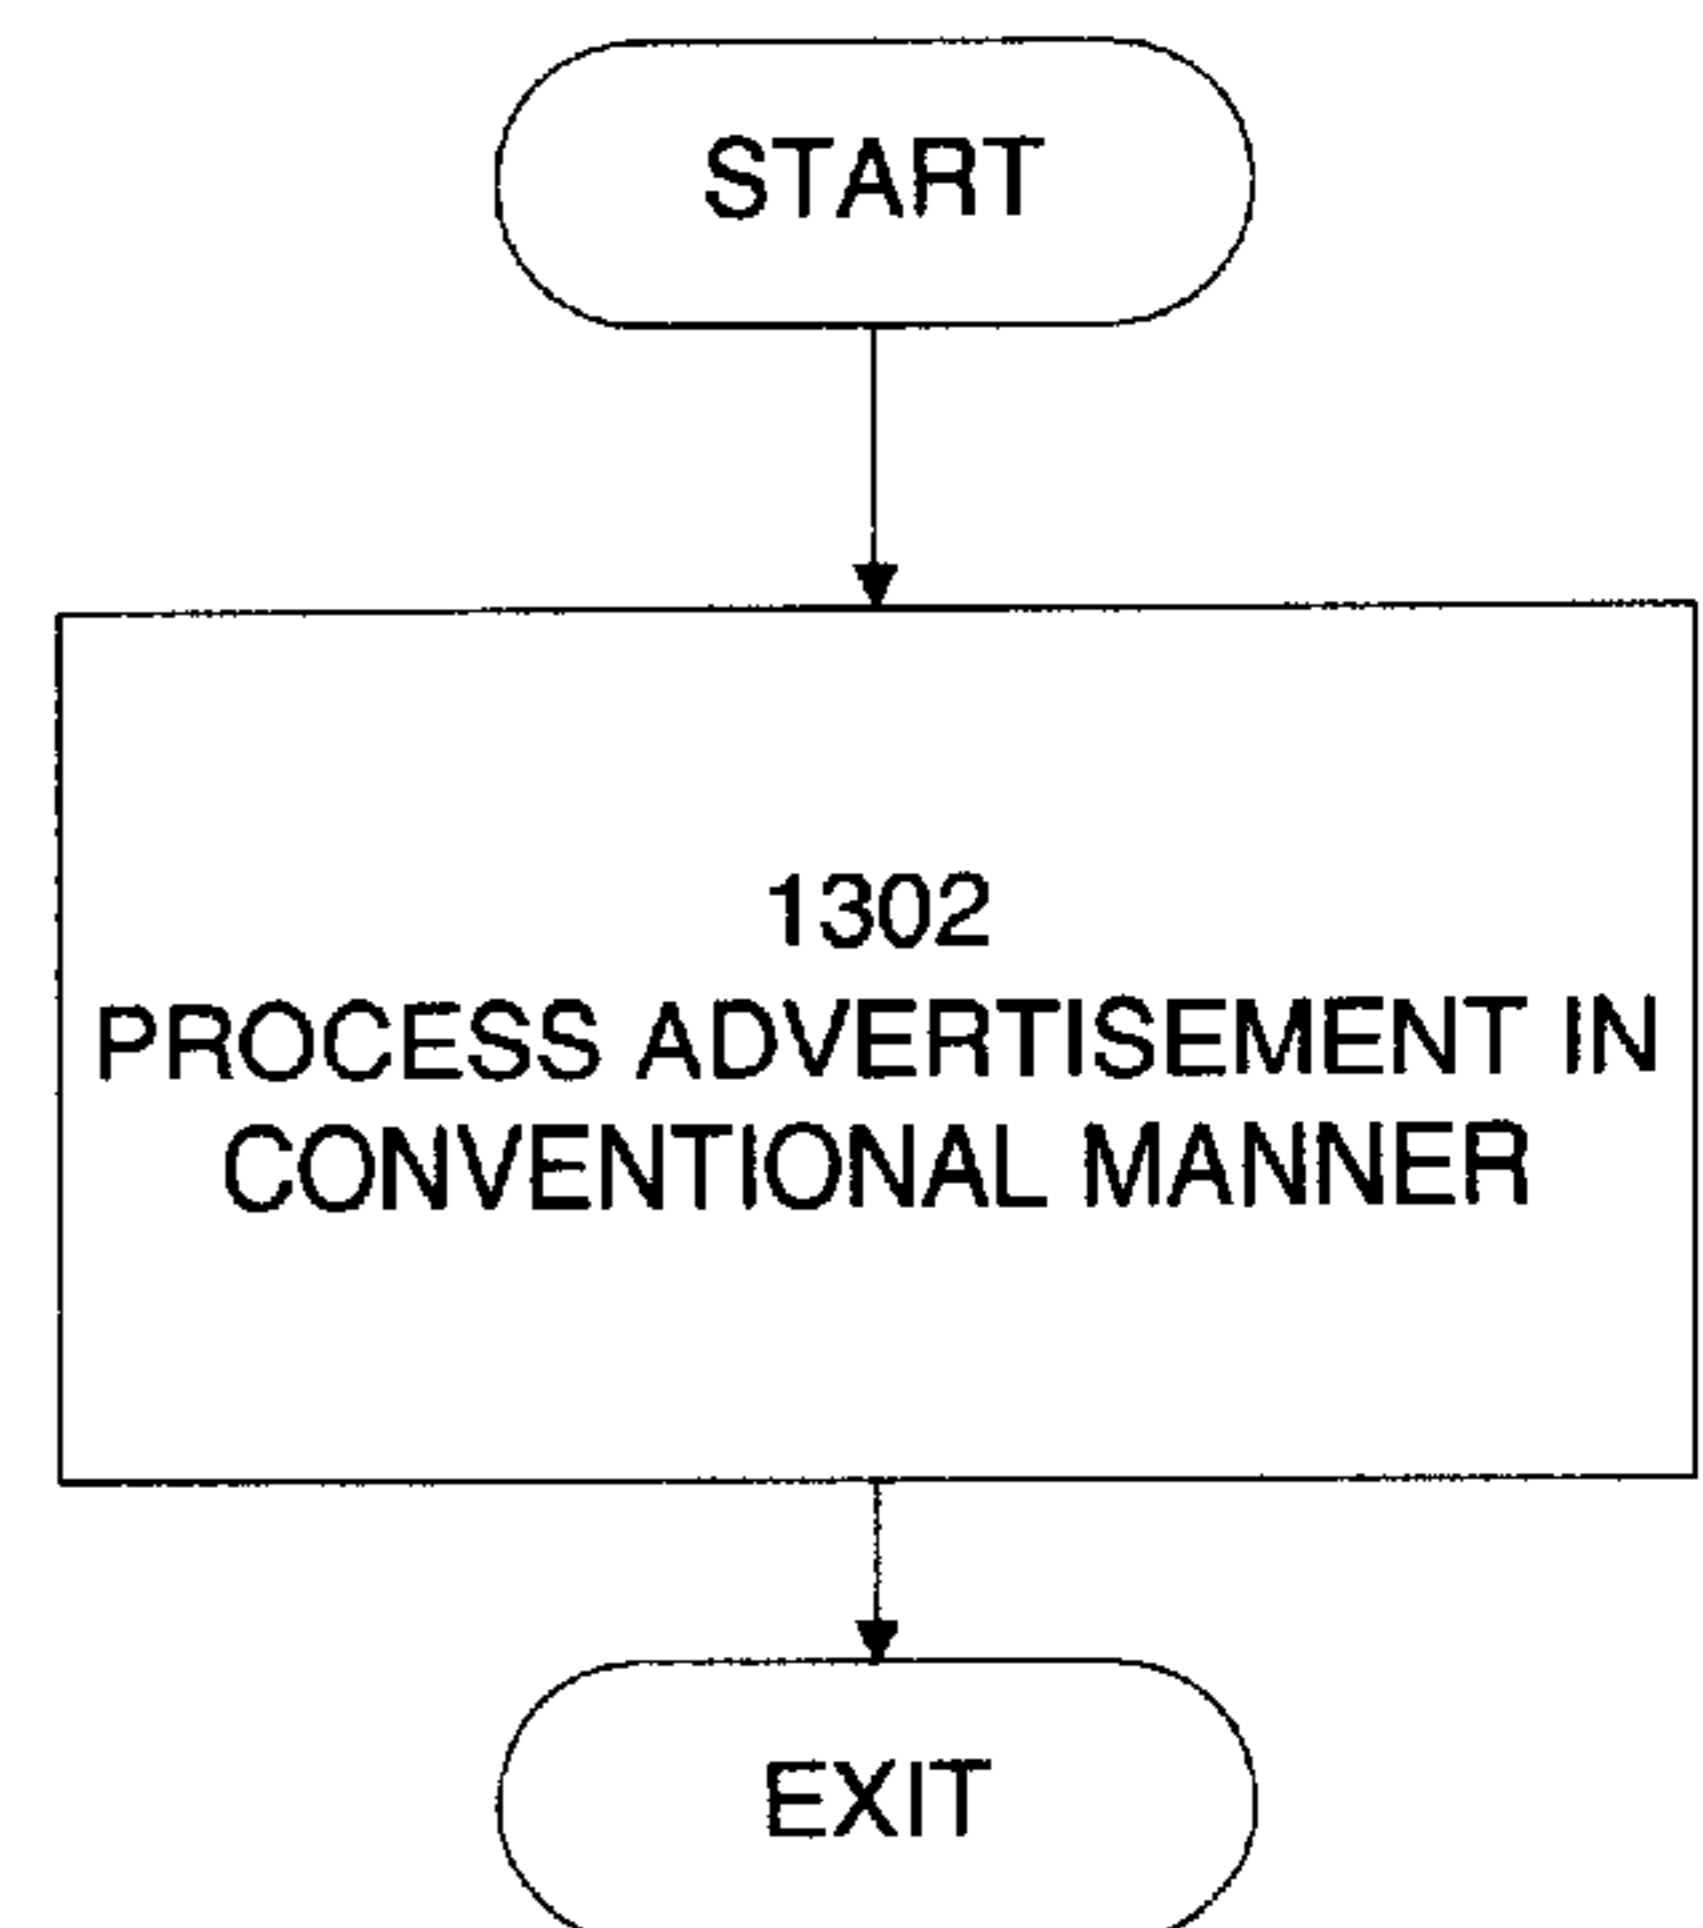 START
1302
PROCESS ADVERTISEMENT IN
CONVENTIONAL MANNER
EXIT